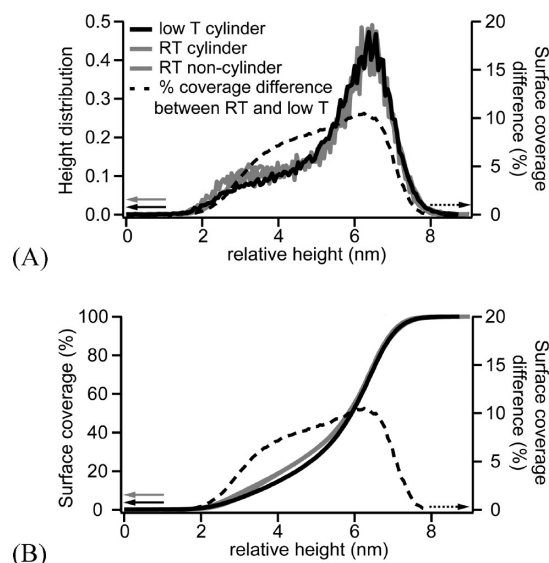 low T cylinder
RT cylinder
RT non-cylinder
% coverage difference
between RT and low T
Height distribution
0.5
0.4
0.3
0.2
0.1
0.0
0 2 4 6 8
relative height (nm)
20
15
10
5
0
Surface coverage
difference (%)
(A)
Surface coverage (%)
100
80
60
40
20
0
0 2 4 6 8
relative height (nm)
20
15
10
5
0
Surface coverage
difference (%)
(B)